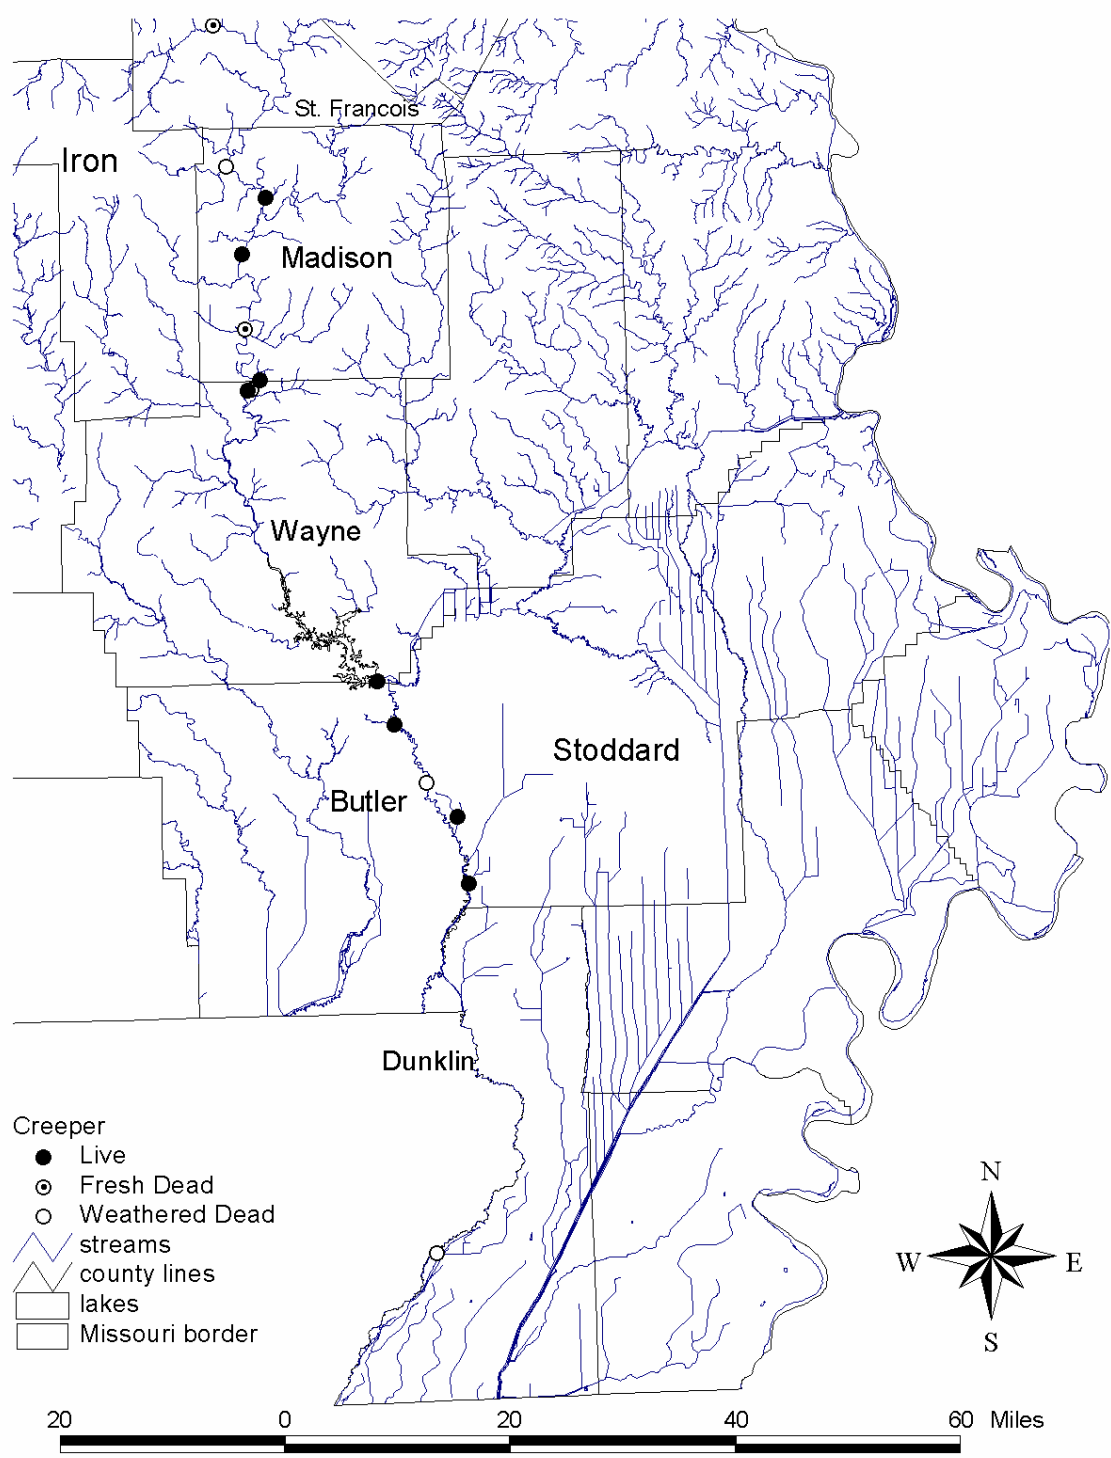 St. Francois
Iron
Madison
Wayne
Stoddard
Butler
Dunklin
Creeper
Live
Fresh Dead
Weathered Dead
streams
county lines
lakes
Missouri border
N
W E
S
20 0 20 40 60 Miles